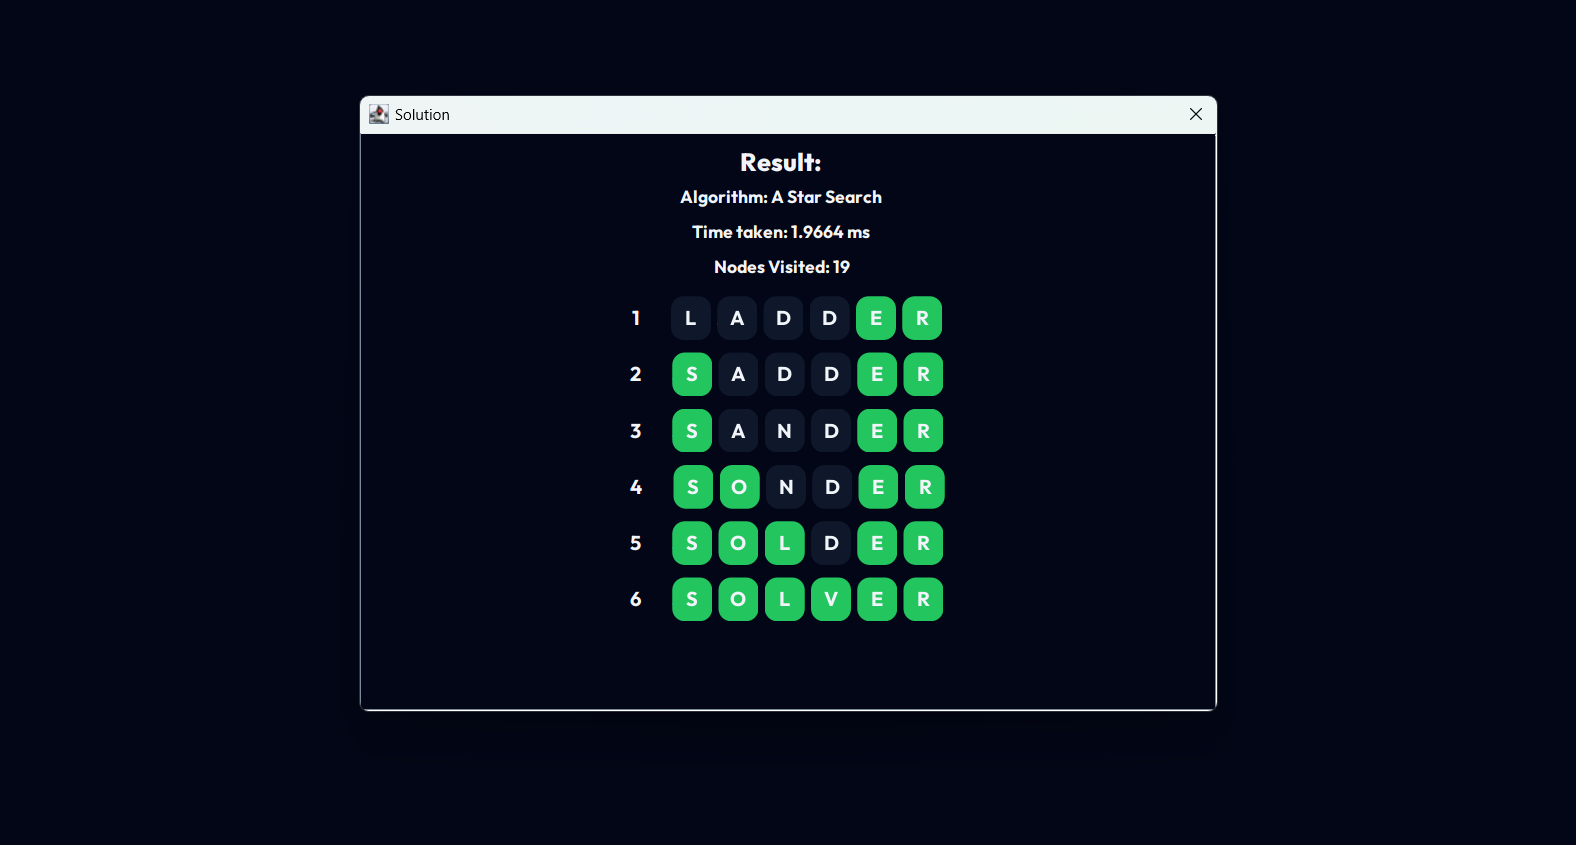 Solution
Result:
Algorithm: A Star Search
Time taken: 1.9664 ms
Nodes Visited: 19
1 L A D D E R
2 S A D D E R
3 S A N D E R
4 S O N D E R
5 S O L D E R
6 S O L V E R